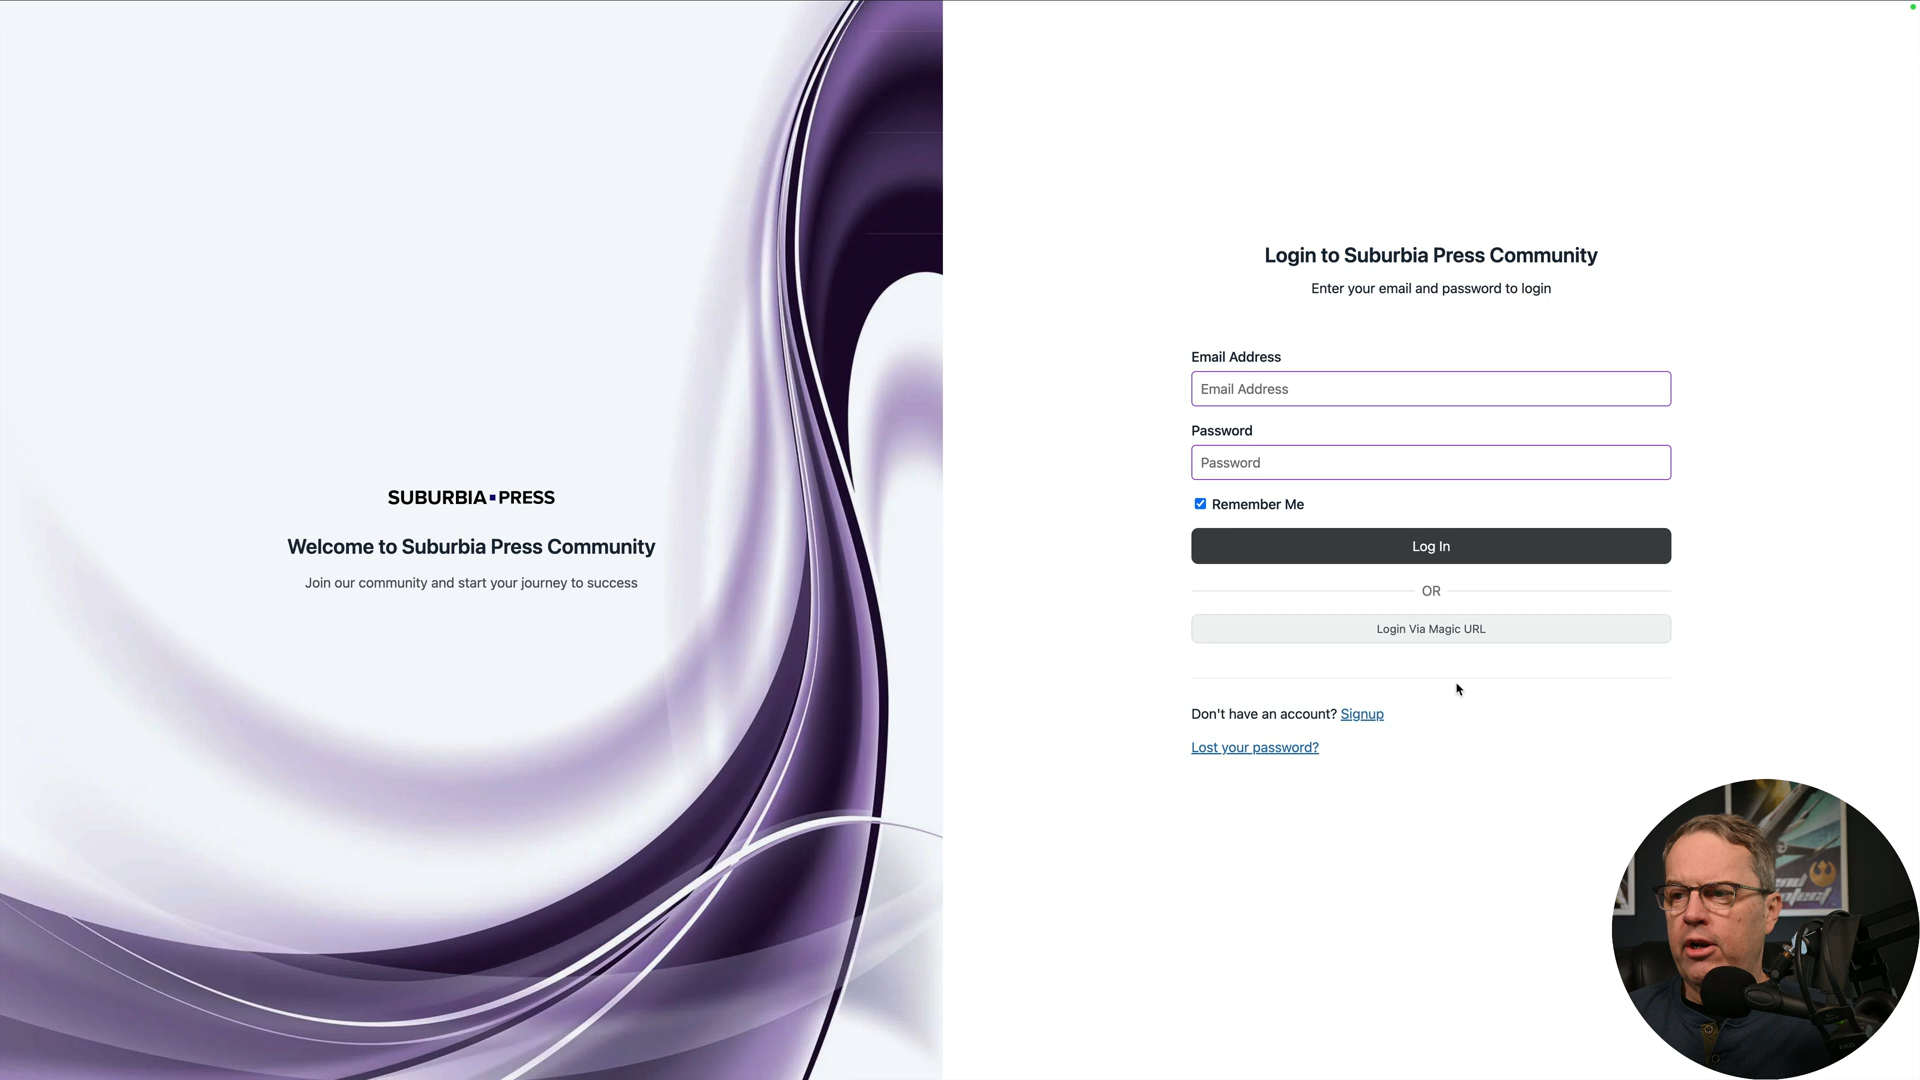 SUBURBIA PRESS
Welcome to Suburbia Press Community
Join our community and start your journey to success
Login to Suburbia Press Community
Enter your email and password to login
Email Address
Email Address
Password
Password
Remember Me
Log In
OR
Login Via Magic URL
Don't have an account? Signup
Lost your password?